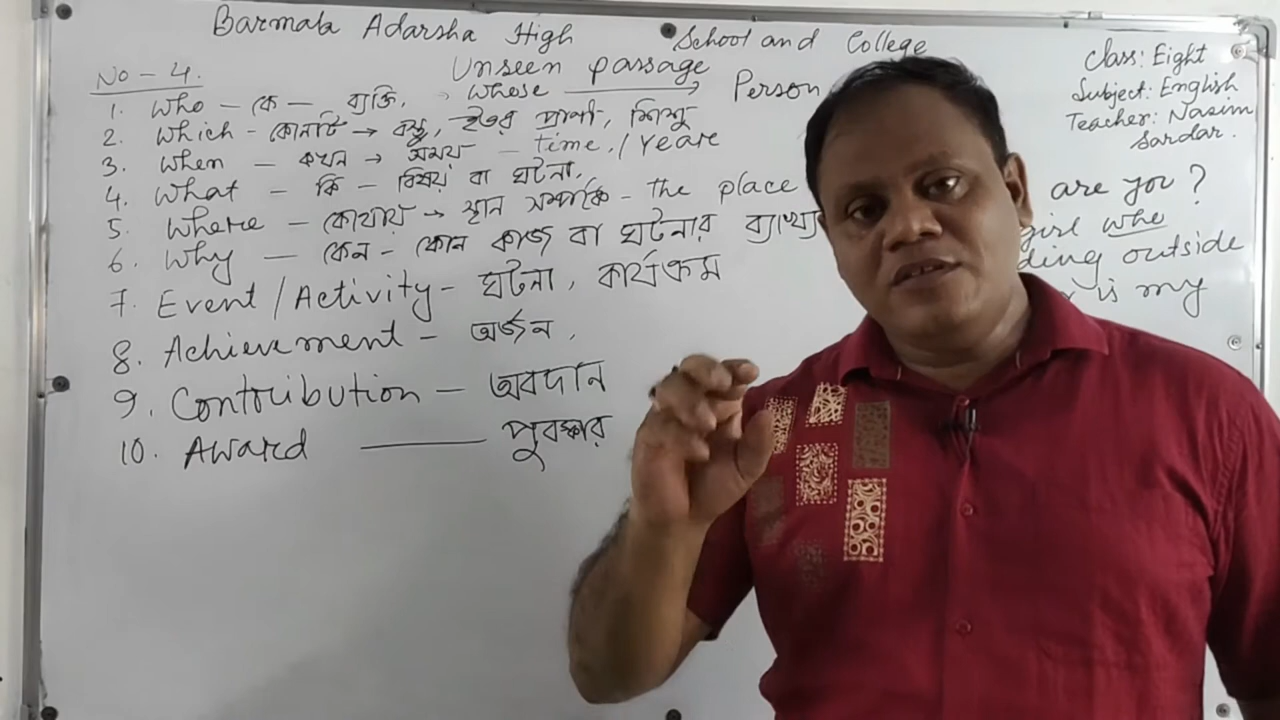 Barmala Adarsha High School and College
Unseen passage
Class: Eight
Subject: English
Teacher: Nasim
Sardar.
No - 4.
1. Who - কে - ব্যক্তি, Whose Person
2. Which - কোনটি → বস্তু, ইতর প্রাণী, শিশু
3. When - কখন → সময় - time, / Year
4. What - কি - বিষয় বা ঘটনা,
5. Where - কোথায় → স্থান সম্পর্কে - the place
6. Why - কেন - কোন কাজ বা ঘটনার ব্যাখ্যা
7. Event / Activity - ঘটনা, কার্যক্রম
8. Achievement - অর্জন,
9. Contribution - অবদান
10. Award পুরস্কার
are you ?
girl who
outside
is my